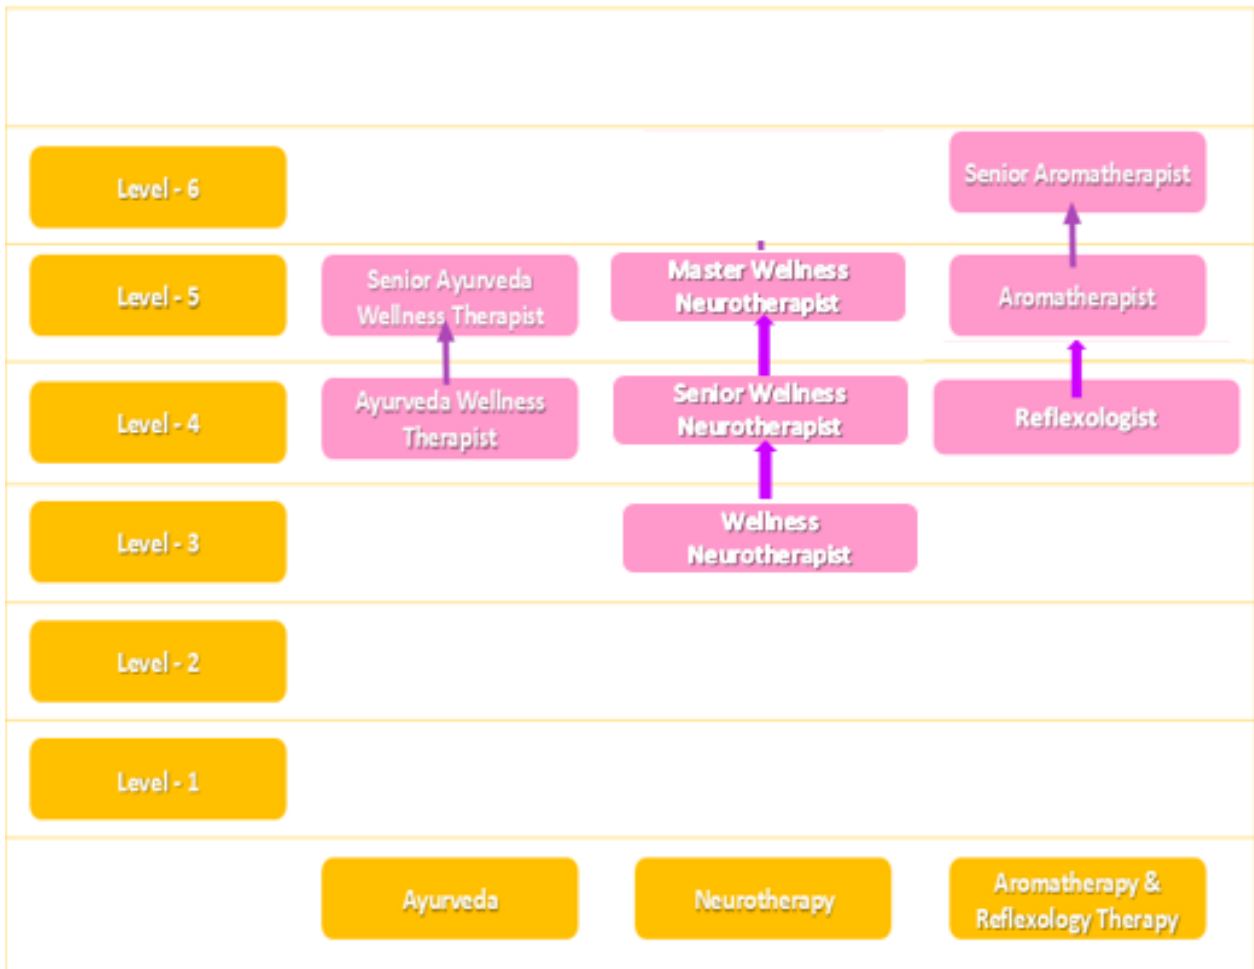 Level - 6
Senior Aromatherapist
Level - 5
Senior Ayurveda
Wellness Therapist
Master Wellness
Neurotherapist
Aromatherapist
Level - 4
Ayurveda Wellness
Therapist
Senior Wellness
Neurotherapist
Reflexologist
Level - 3
Wellness
Neurotherapist
Level - 2
Level - 1
Ayurveda
Neurotherapy
Aromatherapy &
Reflexology Therapy